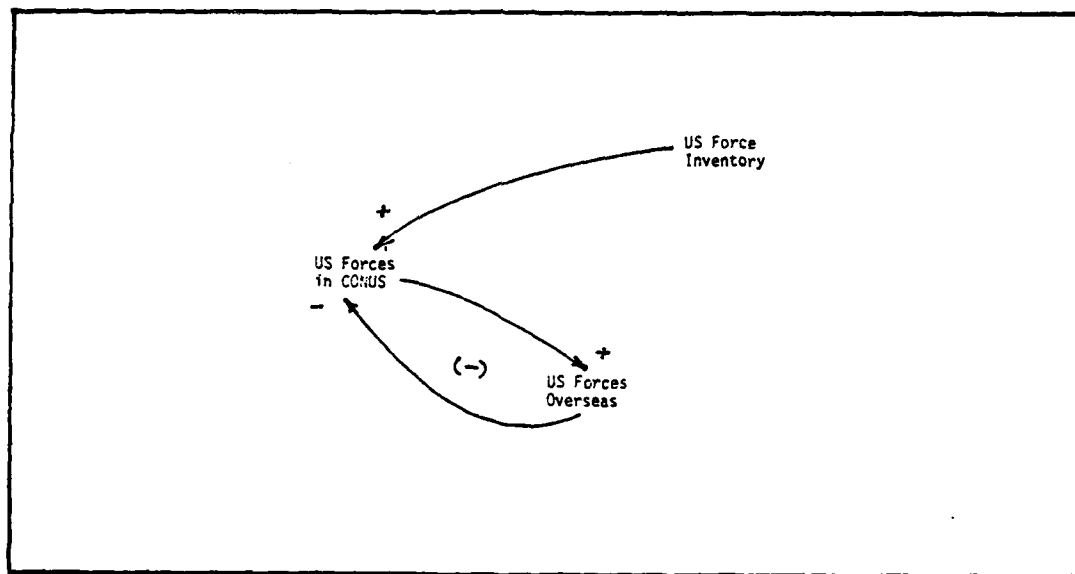 US Force
Inventory
+
US Forces
in CONUS
-
(-)
+
US Forces
Overseas